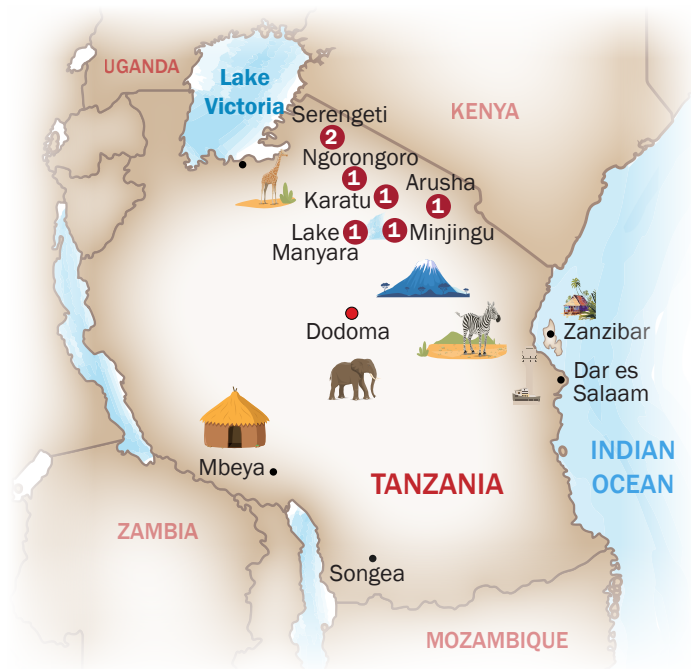 UGANDA
Lake
Victoria
KENYA
Serengeti
2
Ngorongoro
1
Arusha
Karatu 1
1
Lake 1
Manyara
1 Minjingu
Dodoma
Zanzibar
Dar es
Salaam
Mbeya
TANZANIA
INDIAN
OCEAN
ZAMBIA
Songea
MOZAMBIQUE